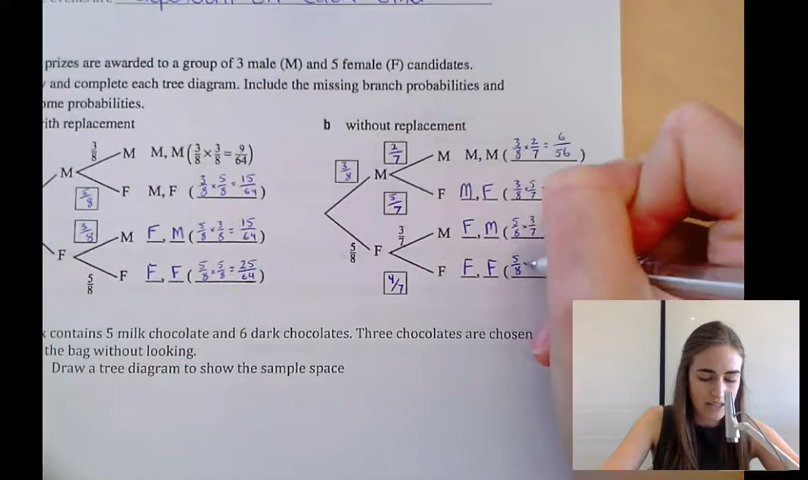 dependent on each
prizes are awarded to a group of 3 male (M) and 5 female (F) candidates.
and complete each tree diagram. Include the missing branch probabilities and
ome probabilities.
ith replacement
b without replacement
3/8 M M, M (3/8 × 3/8 = 9/64)
M
5/8 F M, F (3/8 × 5/8 = 15/64)
3/8 M F, M (5/8 × 3/8 = 15/64)
F
5/8 F F, F (5/8 × 5/8 = 25/64)
2/7 M M, M (3/8 × 2/7 = 6/56)
3/8 M
5/7 F M, F (3/8 × 5/7
3/7 M F, M (5/8 × 3/7
5/8 F
4/7 F F, F (5/8
contains 5 milk chocolate and 6 dark chocolates. Three chocolates are chosen
the bag without looking.
Draw a tree diagram to show the sample space